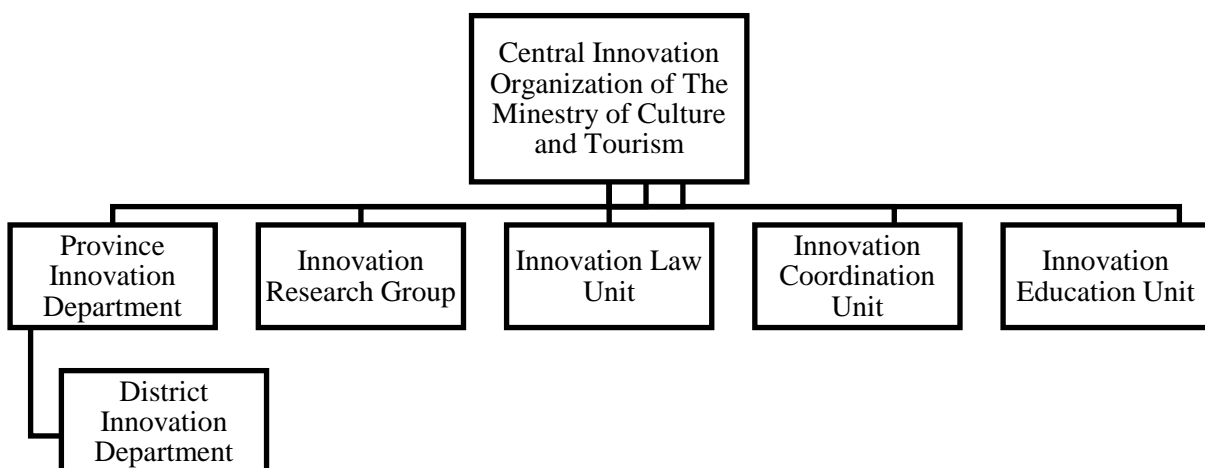 Central Innovation
Organization of The
Minestry of Culture
and Tourism
Province
Innovation
Department
Innovation
Research Group
Innovation Law
Unit
Innovation
Coordination
Unit
Innovation
Education Unit
District
Innovation
Department